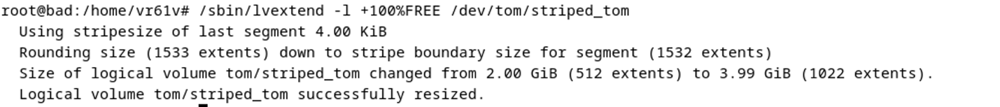 root@bad:/home/vr61v# /sbin/lvextend -l +100%FREE /dev/tom/striped_tom
  Using stripesize of last segment 4.00 KiB
  Rounding size (1533 extents) down to stripe boundary size for segment (1532 extents)
  Size of logical volume tom/striped_tom changed from 2.00 GiB (512 extents) to 3.99 GiB (1022 extents).
  Logical volume tom/striped_tom successfully resized.